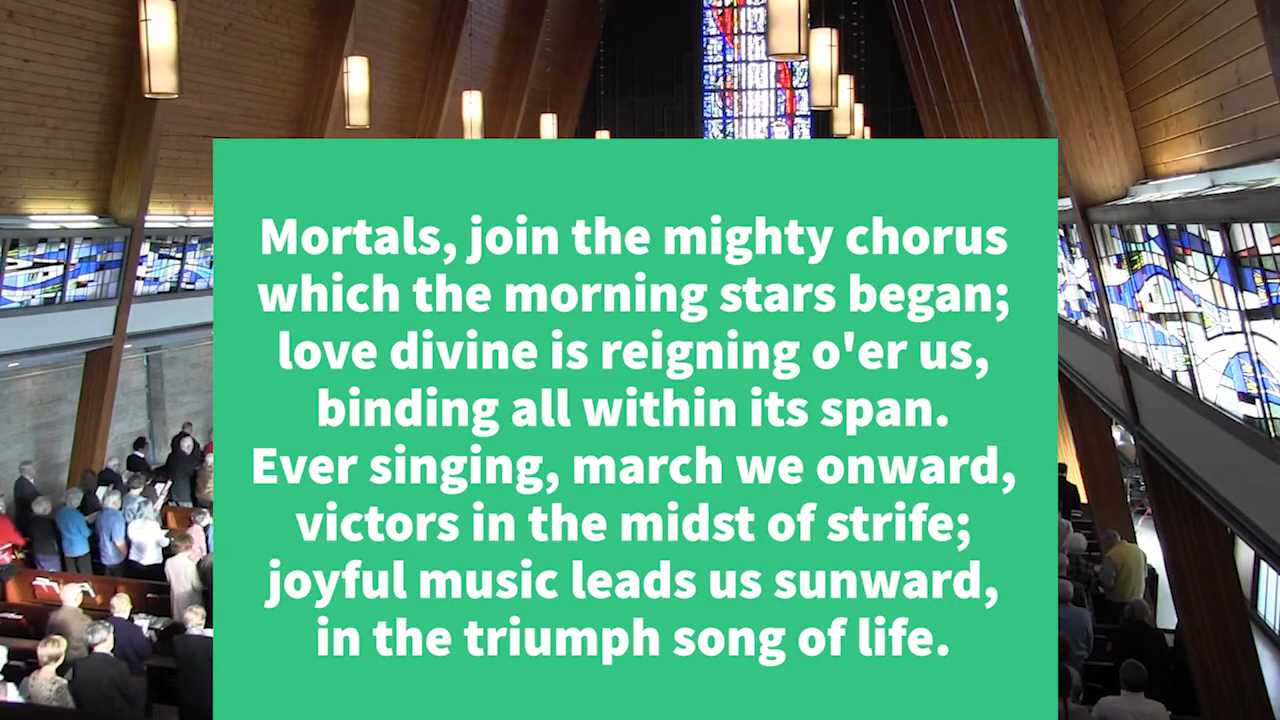 Mortals, join the mighty chorus
which the morning stars began;
love divine is reigning o'er us,
binding all within its span.
Ever singing, march we onward,
victors in the midst of strife;
joyful music leads us sunward,
in the triumph song of life.